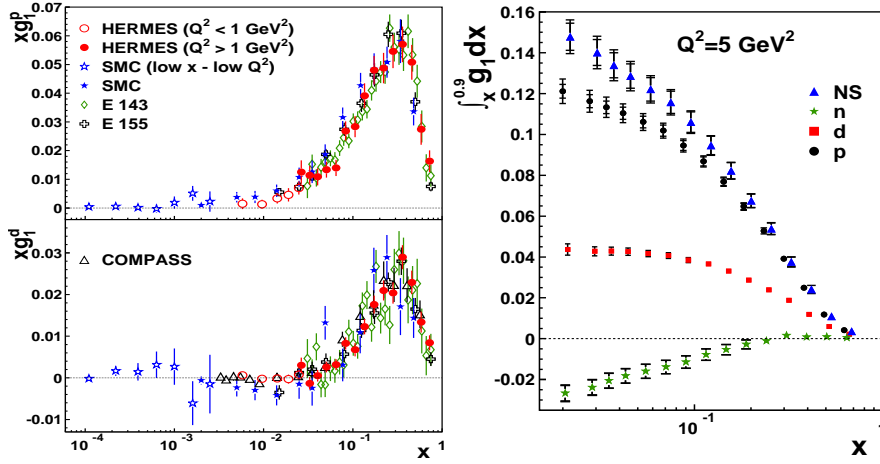 xg₁ᵖ
0.07
0.06
0.05
0.04
0.03
0.02
0.01
0
HERMES (Q² < 1 GeV²)
HERMES (Q² > 1 GeV²)
SMC (low x - low Q²)
SMC
E 143
E 155
xg₁ᵈ
0.03
0.02
0.01
0
-0.01
COMPASS
10⁻⁴ 10⁻³ 10⁻² 10⁻¹ 1
x
∫ₓ⁰·⁹ g₁dx
0.16
0.14
0.12
0.1
0.08
0.06
0.04
0.02
0
-0.02
Q²=5 GeV²
NS
n
d
p
10⁻¹
x